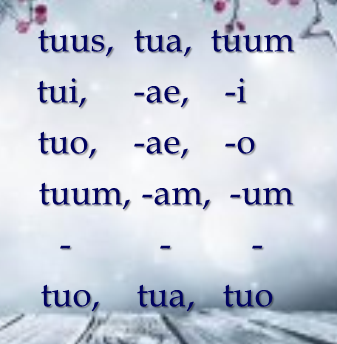 tuus, tua, tuum
tui, -ae, -i
tuo, -ae, -o
tuum, -am, -um
- - -
tuo, tua, tuo